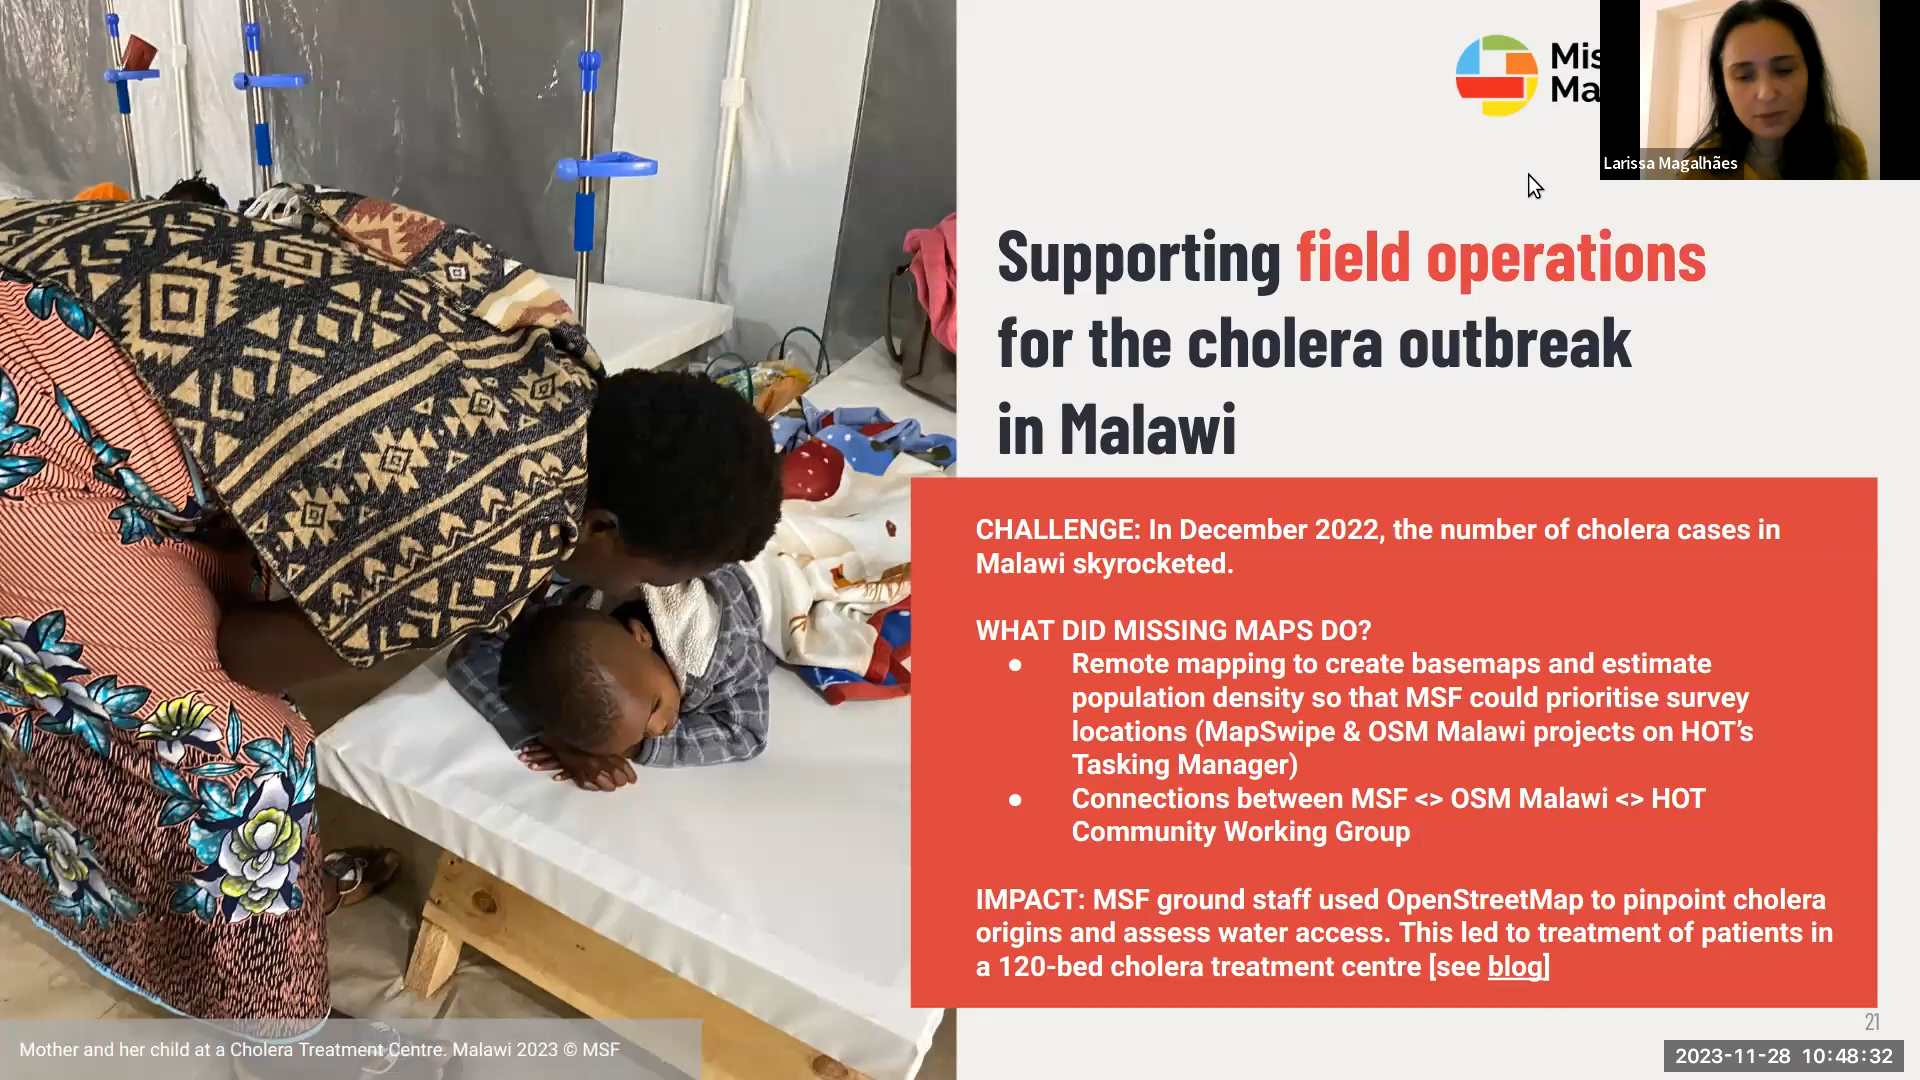 Mis
Ma
Larissa Magalhães
Supporting field operations
for the cholera outbreak
in Malawi
CHALLENGE: In December 2022, the number of cholera cases in
Malawi skyrocketed.
WHAT DID MISSING MAPS DO?
● Remote mapping to create basemaps and estimate
population density so that MSF could prioritise survey
locations (MapSwipe & OSM Malawi projects on HOT’s
Tasking Manager)
● Connections between MSF <> OSM Malawi <> HOT
Community Working Group
IMPACT: MSF ground staff used OpenStreetMap to pinpoint cholera
origins and assess water access. This led to treatment of patients in
a 120-bed cholera treatment centre [see blog]
21
Mother and her child at a Cholera Treatment Centre. Malawi 2023 © MSF
2023-11-28 10:48:32